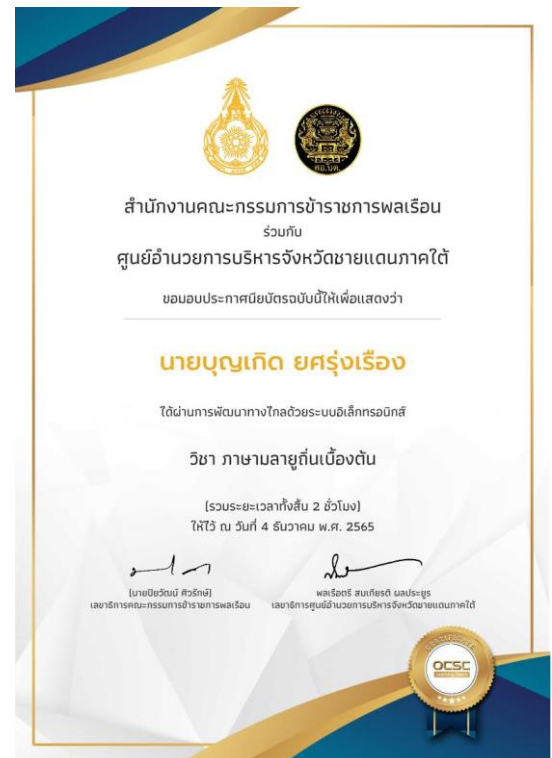 ศอ.บต.
สำนักงานคณะกรรมการข้าราชการพลเรือน
ร่วมกับ
ศูนย์อำนวยการบริหารจังหวัดชายแดนภาคใต้
ขอมอบประกาศนียบัตรฉบับนี้ให้เพื่อแสดงว่า
นายบุญเกิด ยศรุ่งเรือง
ได้ผ่านการพัฒนาทางไกลด้วยระบบอิเล็กทรอนิกส์
วิชา ภาษามลายูถิ่นเบื้องต้น
(รวมระยะเวลาทั้งสิ้น 2 ชั่วโมง)
ให้ไว้ ณ วันที่ 4 ธันวาคม พ.ศ. 2565
(นายปิยวัฒน์ ศิวรักษ์)
เลขาธิการคณะกรรมการข้าราชการพลเรือน
พลเรือตรี สมเกียรติ ผลประยูร
เลขาธิการศูนย์อำนวยการบริหารจังหวัดชายแดนภาคใต้
CERTIFICATE
OCSC